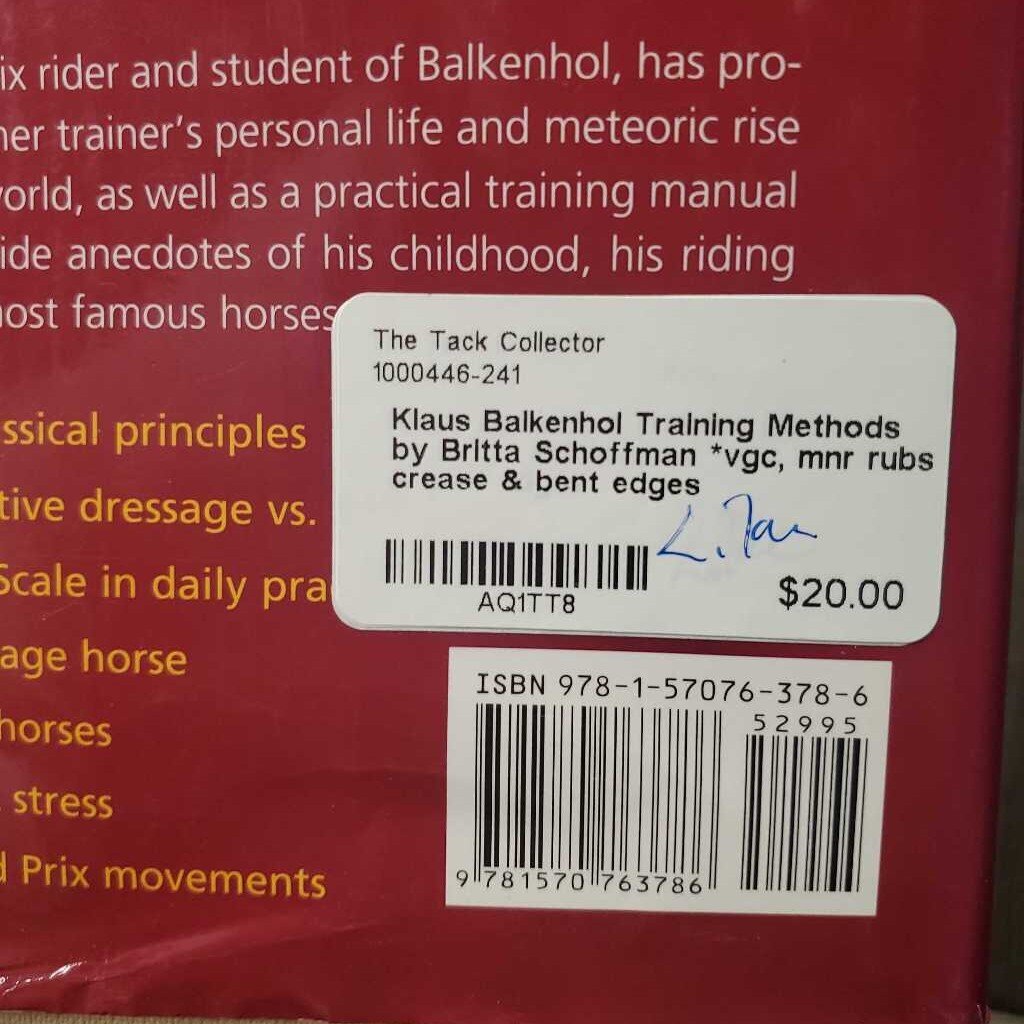 ix rider and student of Balkenhol, has pro-
ner trainer's personal life and meteoric rise
orld, as well as a practical training manual
ide anecdotes of his childhood, his riding
ost famous horses
The Tack Collector
1000446-241
Klaus Balkenhol Training Methods
by Britta Schoffman *vgc, mnr rubs
crease & bent edges
AQ1TT8
$20.00
ssical principles
tive dressage vs.
Scale in daily pra
age horse
horses
stress
d Prix movements
ISBN 978-1-57076-378-6
52995
9 781570 763786